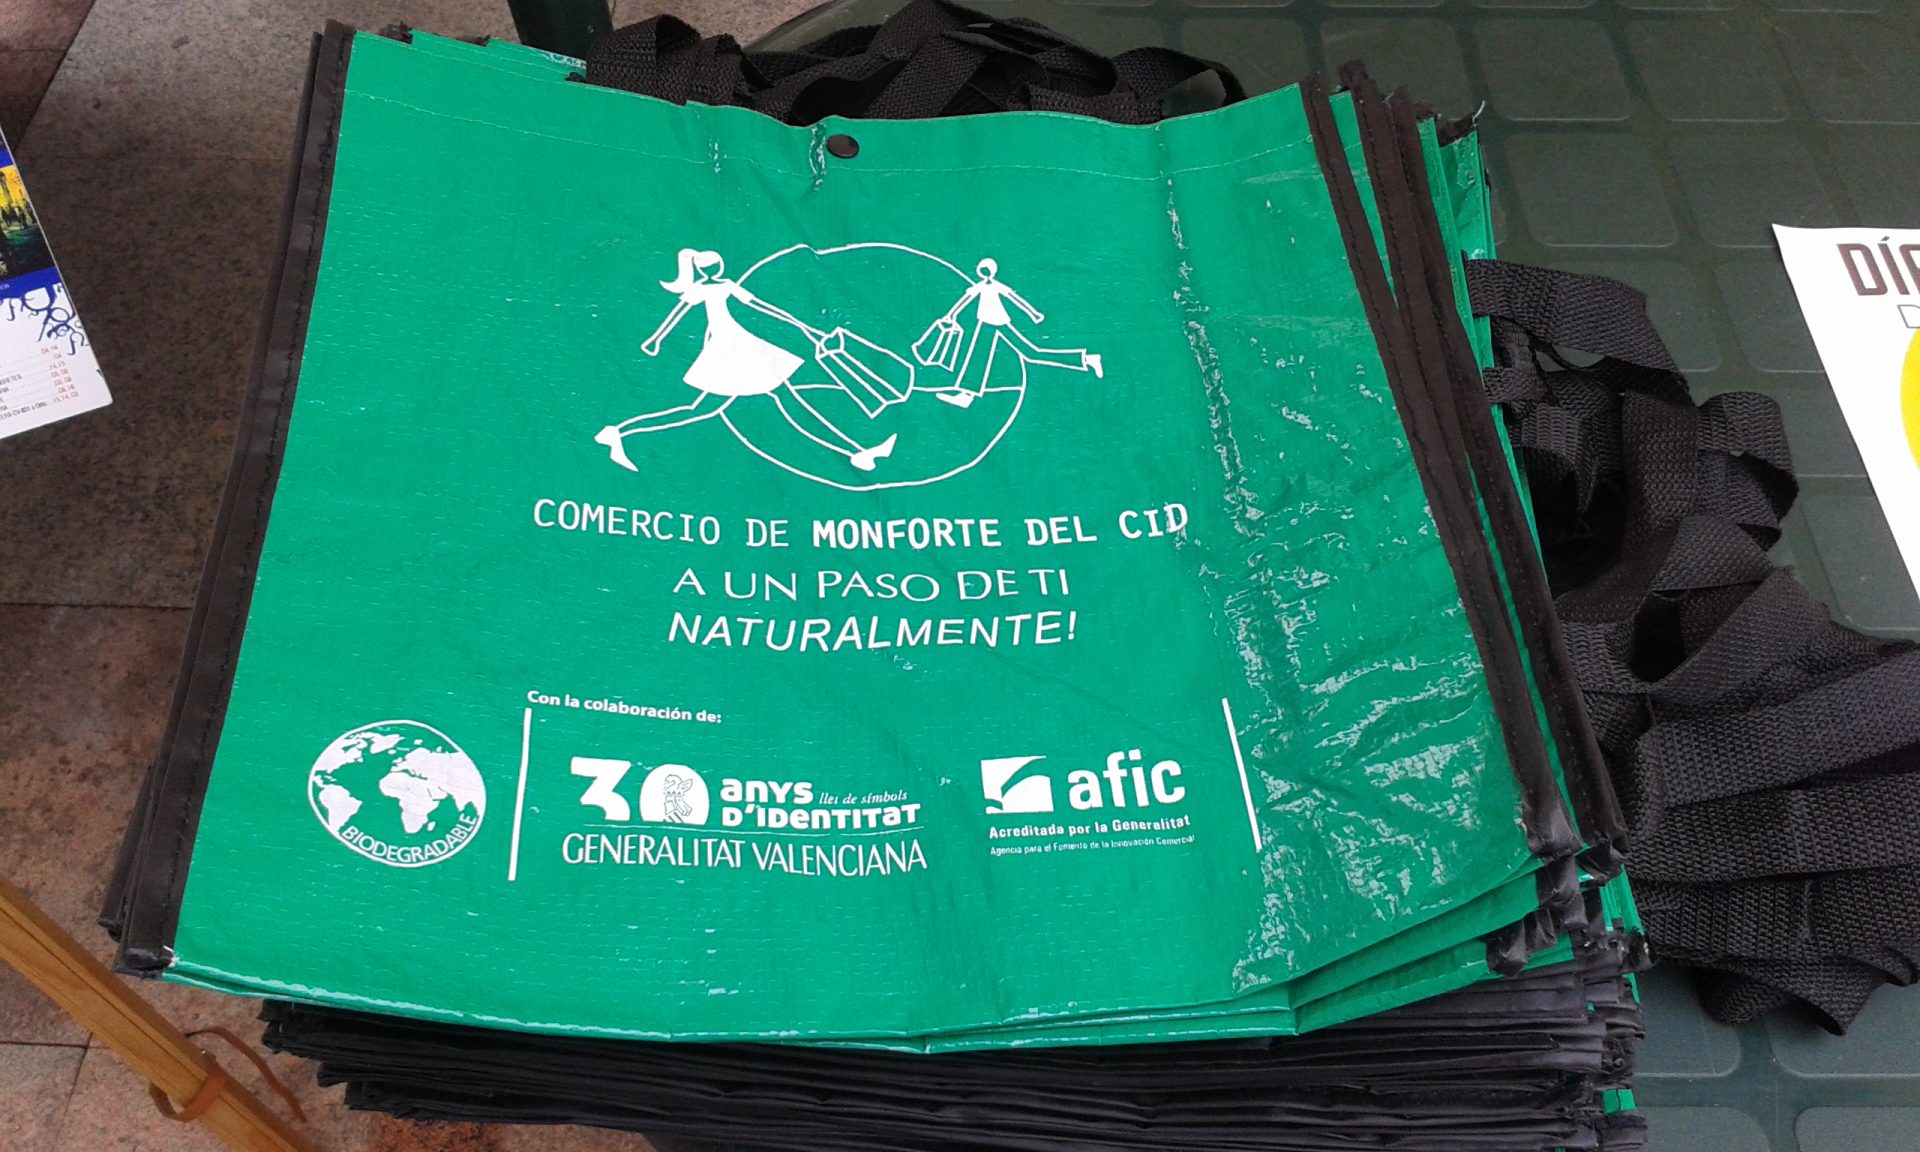 COMERCIO DE MONFORTE DEL CID
A UN PASO DE TI
NATURALMENTE!
Con la colaboración de:
BIODEGRADABLE
30 anys llei de símbols
D'IDENTITAT
GENERALITAT VALENCIANA
afic
Acreditada por la Generalitat
Agencia para el Fomento de la Innovación Comercial